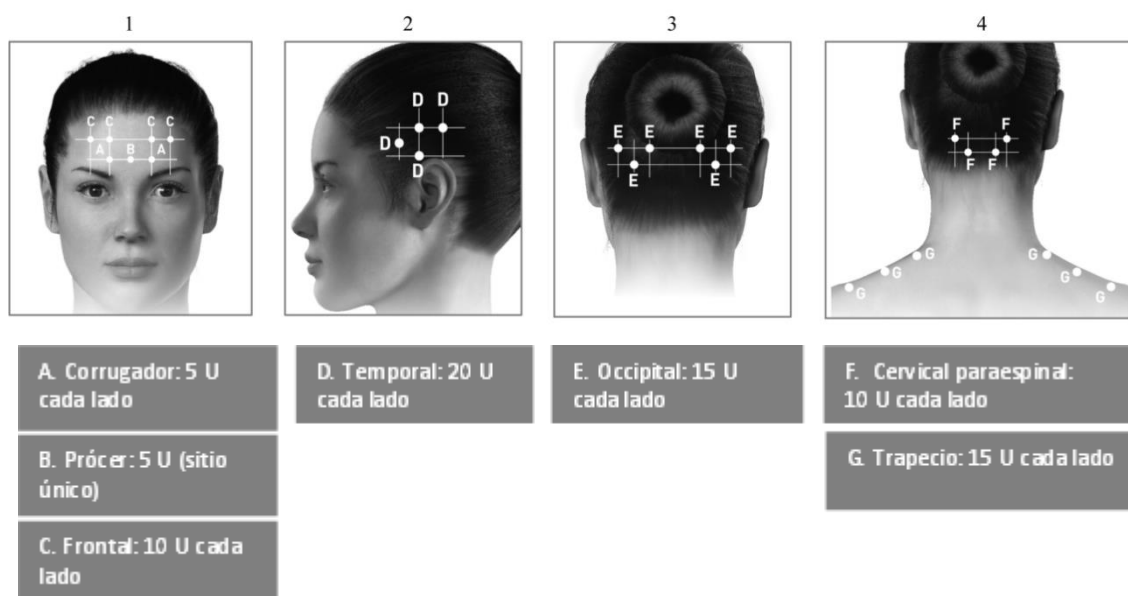 1
2
3
4
C C C C
A B A
D D
D
D
E E E E
E E
F F
F F
G G
G G
G G
A. Corrugador: 5 U
cada lado
B. Prócer: 5 U (sitio
único)
C. Frontal: 10 U cada
lado
D. Temporal: 20 U
cada lado
E. Occipital: 15 U
cada lado
F. Cervical paraespinal:
10 U cada lado
G. Trapecio: 15 U cada lado